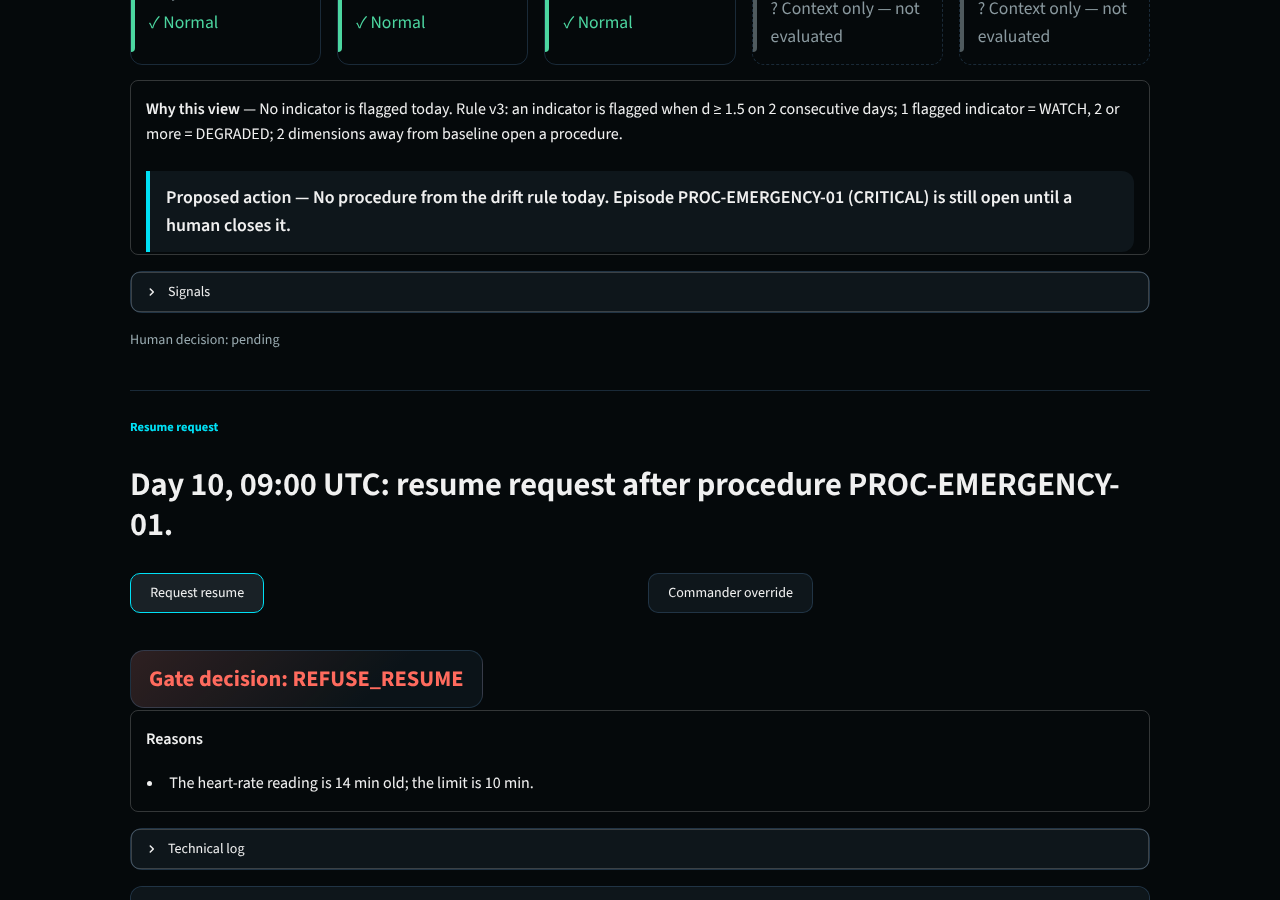 ✓ Normal
✓ Normal
✓ Normal
? Context only — not
evaluated
? Context only — not
evaluated
Why this view — No indicator is flagged today. Rule v3: an indicator is flagged when d ≥ 1.5 on 2 consecutive days; 1 flagged indicator = WATCH, 2 or
more = DEGRADED; 2 dimensions away from baseline open a procedure.
Proposed action — No procedure from the drift rule today. Episode PROC-EMERGENCY-01 (CRITICAL) is still open until a
human closes it.
Signals
Human decision: pending
Resume request
Day 10, 09:00 UTC: resume request after procedure PROC-EMERGENCY-
01.
Request resume
Commander override
Gate decision: REFUSE_RESUME
Reasons
• The heart-rate reading is 14 min old; the limit is 10 min.
Technical log